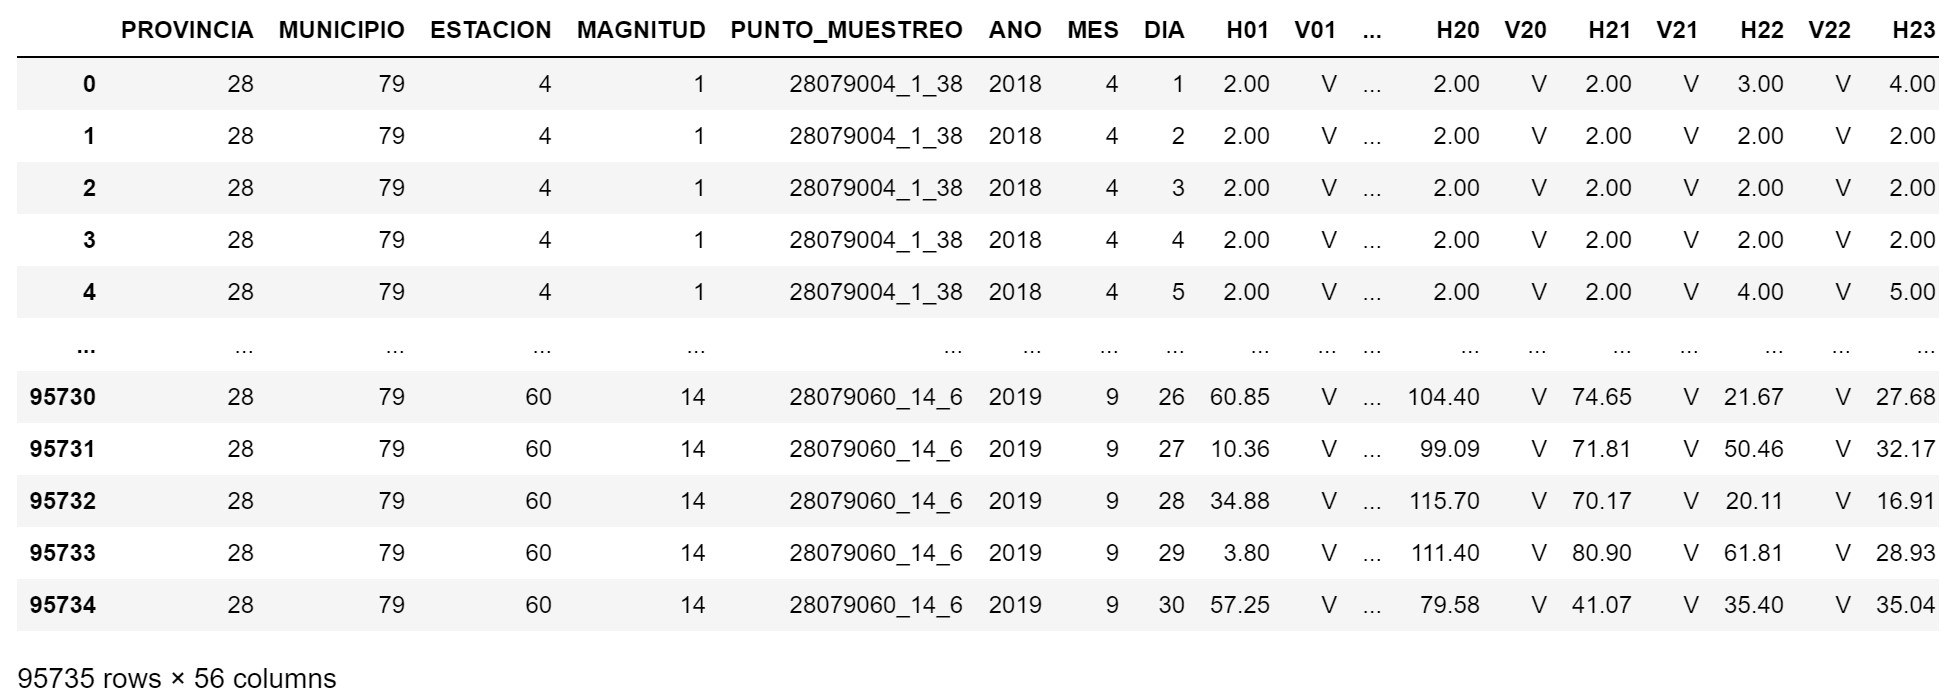 PROVINCIA MUNICIPIO ESTACION MAGNITUD PUNTO_MUESTREO ANO MES DIA H01 V01 ... H20 V20 H21 V21 H22 V22 H23
0 28 79 4 1 28079004_1_38 2018 4 1 2.00 V ... 2.00 V 2.00 V 3.00 V 4.00
1 28 79 4 1 28079004_1_38 2018 4 2 2.00 V ... 2.00 V 2.00 V 2.00 V 2.00
2 28 79 4 1 28079004_1_38 2018 4 3 2.00 V ... 2.00 V 2.00 V 2.00 V 2.00
3 28 79 4 1 28079004_1_38 2018 4 4 2.00 V ... 2.00 V 2.00 V 2.00 V 2.00
4 28 79 4 1 28079004_1_38 2018 4 5 2.00 V ... 2.00 V 2.00 V 4.00 V 5.00
... ... ... ... ... ... ... ... ... ... ... ... ... ... ... ... ... ... ...
95730 28 79 60 14 28079060_14_6 2019 9 26 60.85 V ... 104.40 V 74.65 V 21.67 V 27.68
95731 28 79 60 14 28079060_14_6 2019 9 27 10.36 V ... 99.09 V 71.81 V 50.46 V 32.17
95732 28 79 60 14 28079060_14_6 2019 9 28 34.88 V ... 115.70 V 70.17 V 20.11 V 16.91
95733 28 79 60 14 28079060_14_6 2019 9 29 3.80 V ... 111.40 V 80.90 V 61.81 V 28.93
95734 28 79 60 14 28079060_14_6 2019 9 30 57.25 V ... 79.58 V 41.07 V 35.40 V 35.04
95735 rows × 56 columns